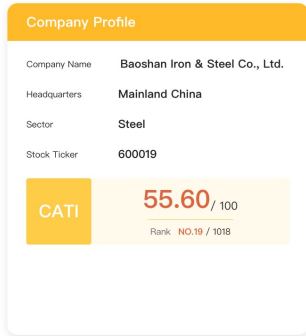 Company Profile
Company Name Baoshan Iron & Steel Co., Ltd.
Headquarters Mainland China
Sector Steel
Stock Ticker 600019
CATI 55.60 / 100
Rank NO.19 / 1018